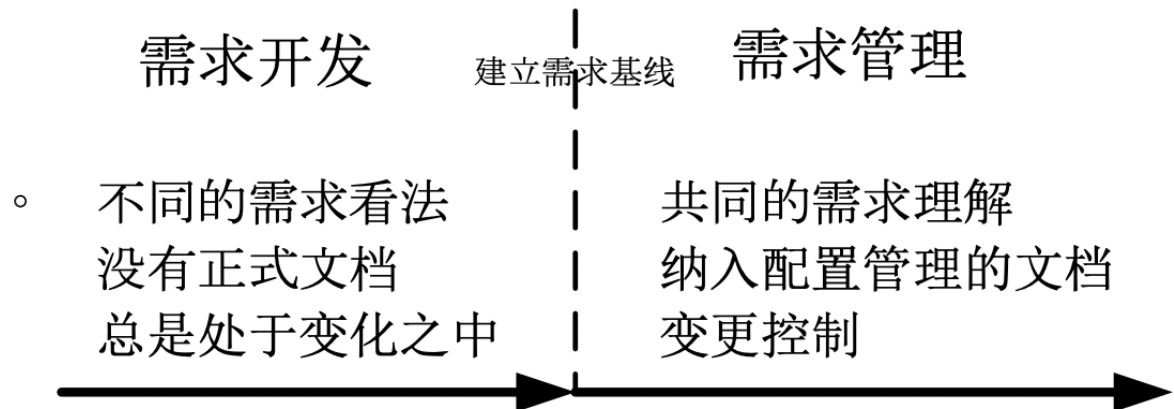 需求开发
建立需求基线
需求管理
不同的需求看法
没有正式文档
总是处于变化之中
共同的需求理解
纳入配置管理的文档
变更控制